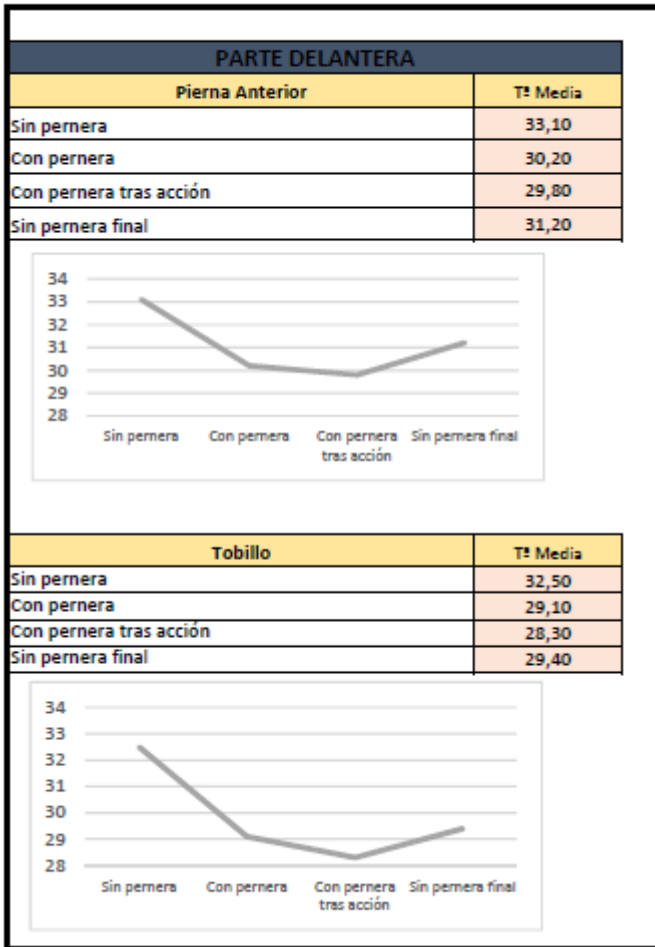 PARTE DELANTERA
Pierna Anterior Tª Media
Sin pernera 33,10
Con pernera 30,20
Con pernera tras acción 29,80
Sin pernera final 31,20
34
33
32
31
30
29
28
Sin pernera Con pernera Con pernera Sin pernera final
tras acción
Tobillo Tª Media
Sin pernera 32,50
Con pernera 29,10
Con pernera tras acción 28,30
Sin pernera final 29,40
34
33
32
31
30
29
28
Sin pernera Con pernera Con pernera Sin pernera final
tras acción